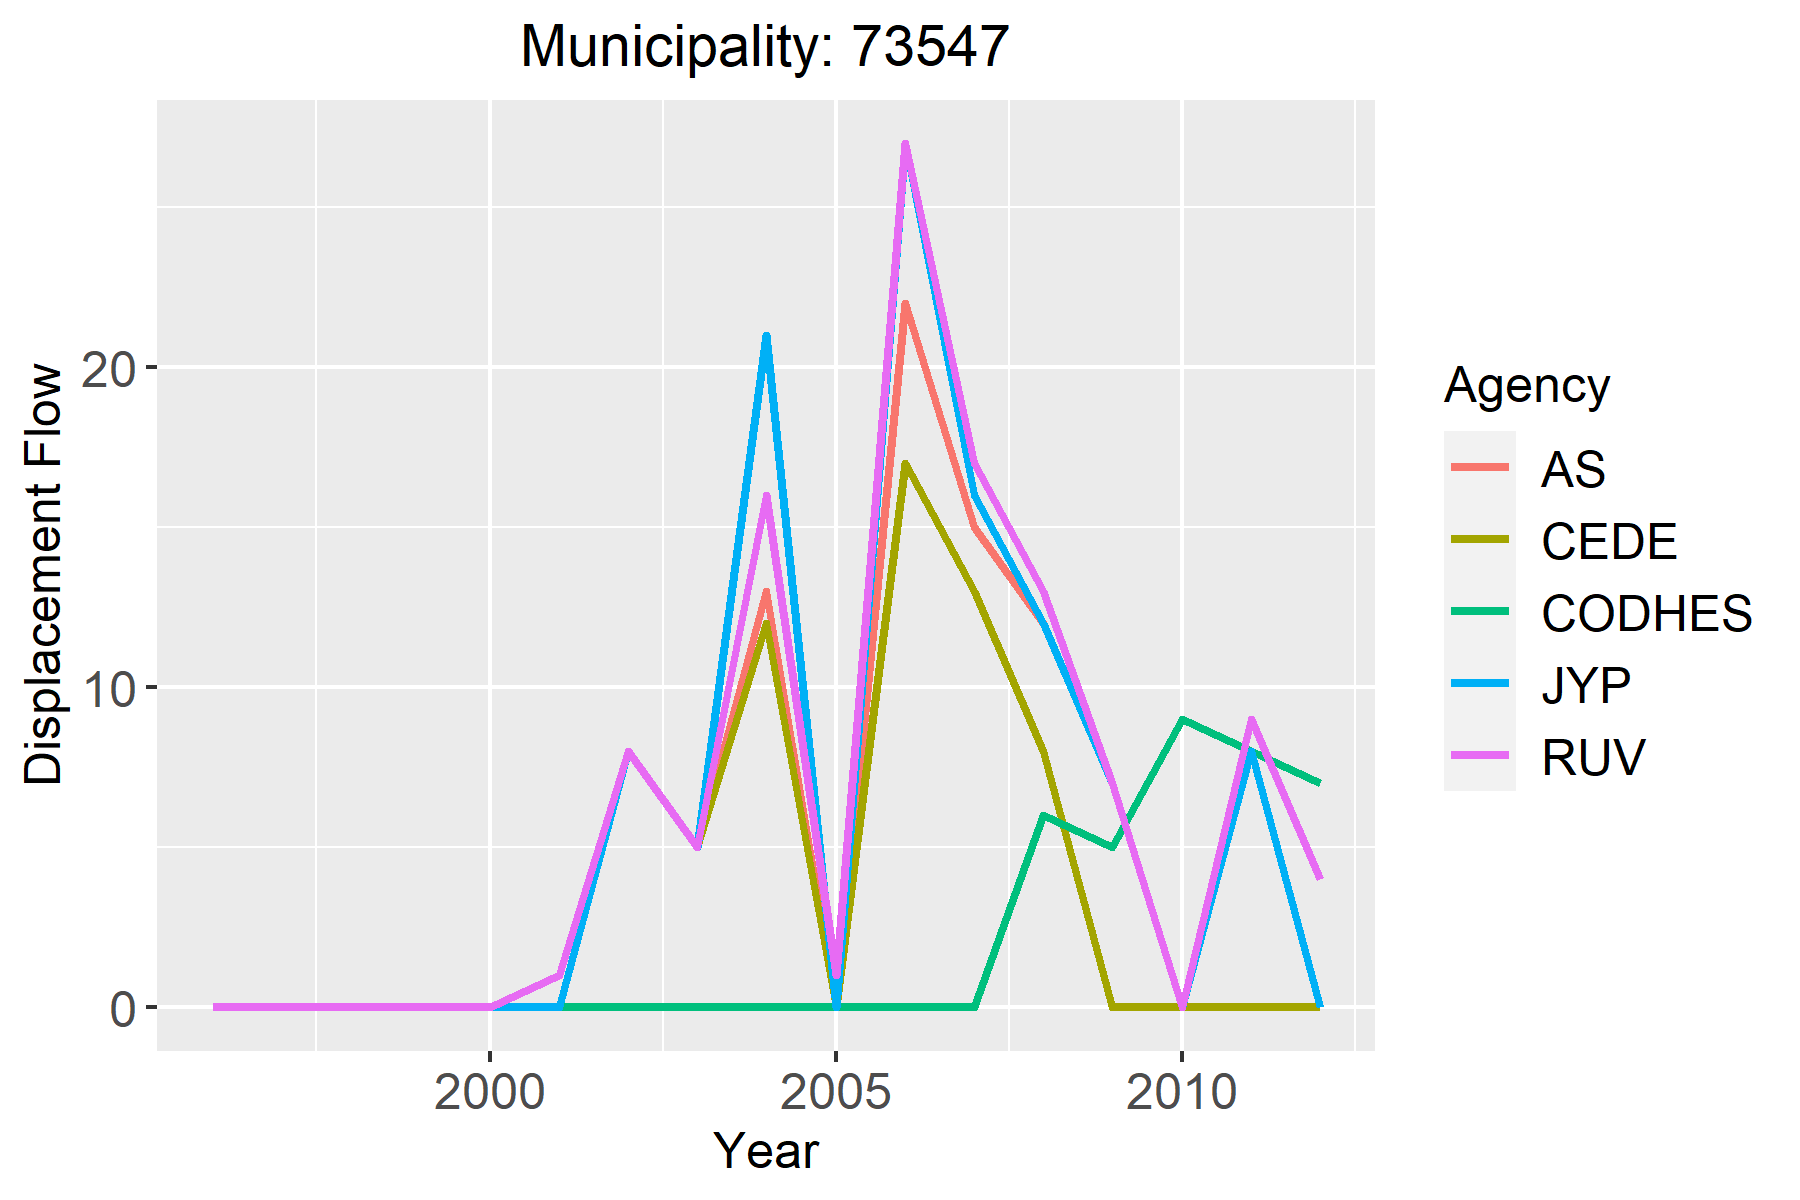 Municipality: 73547
Displacement Flow
20
10
0
2000 2005 2010
Year
Agency
AS
CEDE
CODHES
JYP
RUV